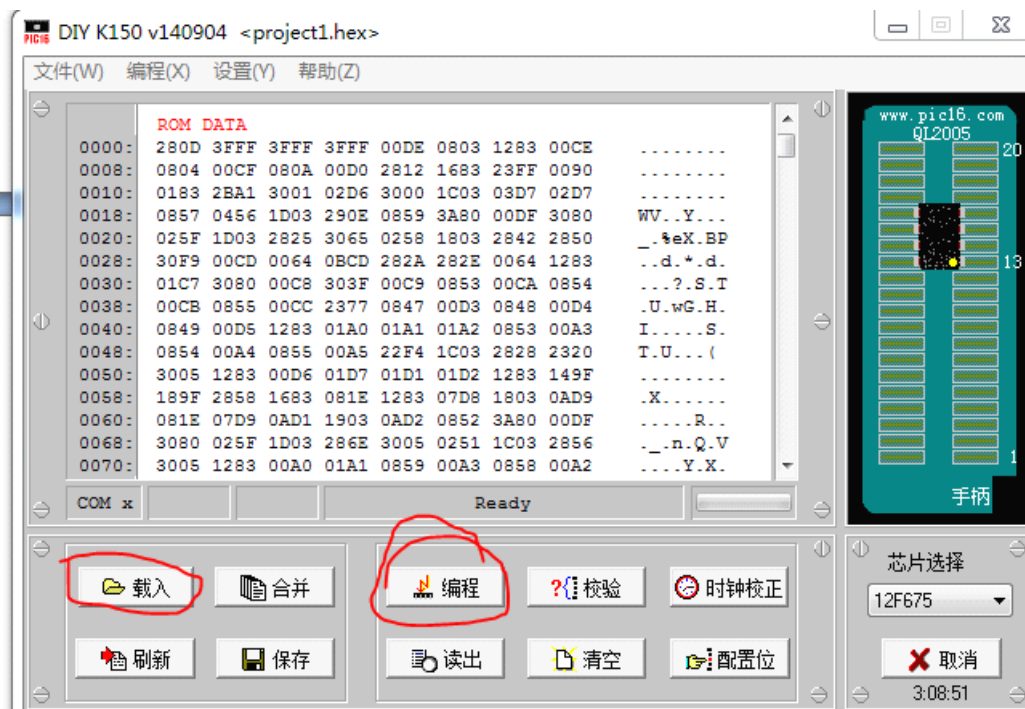 DIY K150 v140904 <project1.hex>
文件(W) 编程(X) 设置(Y) 帮助(Z)
ROM DATA
0000: 280D 3FFF 3FFF 3FFF 00DE 0803 1283 00CE ........
0008: 0804 00CF 080A 00D0 2812 1683 23FF 0090 ........
0010: 0183 2BA1 3001 02D6 3000 1C03 03D7 02D7 ........
0018: 0857 0456 1D03 290E 0859 3A80 00DF 3080 WV..Y...
0020: 025F 1D03 2825 3065 0258 1803 2842 2850 _.%eX.BP
0028: 30F9 00CD 0064 0BCD 282A 282E 0064 1283 ..d.*.d.
0030: 01C7 3080 00C8 303F 00C9 0853 00CA 0854 ...?.S.T
0038: 00CB 0855 00CC 2377 0847 00D3 0848 00D4 .U.wG.H.
0040: 0849 00D5 1283 01A0 01A1 01A2 0853 00A3 I.....S.
0048: 0854 00A4 0855 00A5 22F4 1C03 2828 2320 T.U...(
0050: 3005 1283 00D6 01D7 01D1 01D2 1283 149F ........
0058: 189F 2858 1683 081E 1283 07D8 1803 0AD9 .X......
0060: 081E 07D9 0AD1 1903 0AD2 0852 3A80 00DF .....R..
0068: 3080 025F 1D03 286E 3005 0251 1C03 2856 ._.n.Q.V
0070: 3005 1283 00A0 01A1 0859 00A3 0858 00A2 ....Y.X.
COM x Ready
www.pic16.com
QL2005
20
13
1
手柄
载入 合并 编程 校验 时钟校正
刷新 保存 读出 清空 配置位
芯片选择
12F675
取消
3:08:51